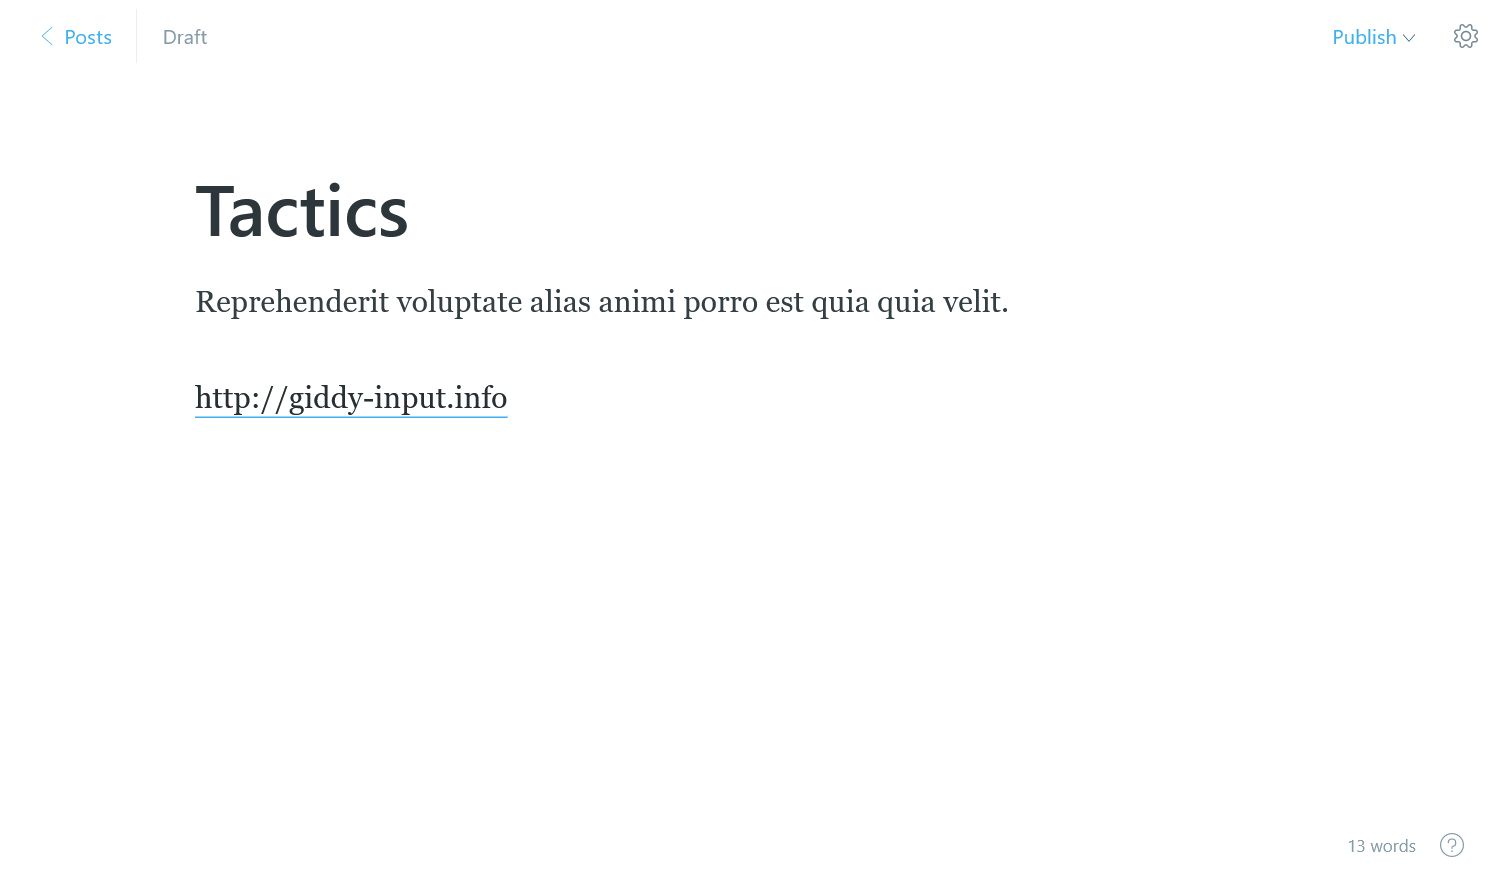 Posts
Draft
Publish
Tactics
Reprehenderit voluptate alias animi porro est quia quia velit.
http://giddy-input.info
13 words
?